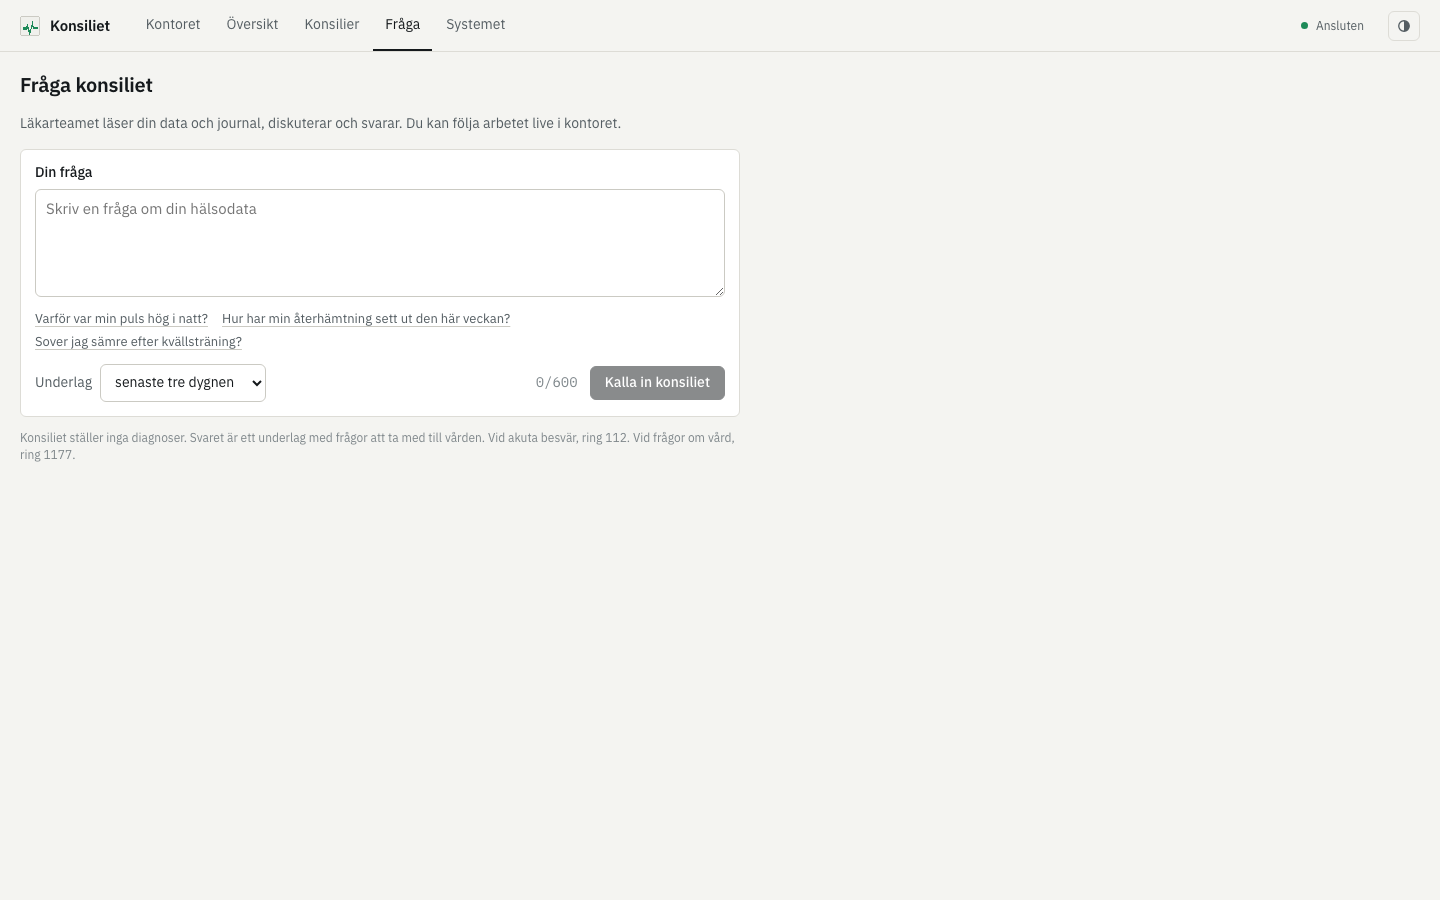 Konsiliet Kontoret Översikt Konsilier Fråga Systemet Ansluten
Fråga konsiliet
Läkarteamet läser din data och journal, diskuterar och svarar. Du kan följa arbetet live i kontoret.
Din fråga
Skriv en fråga om din hälsodata
Varför var min puls hög i natt? Hur har min återhämtning sett ut den här veckan?
Sover jag sämre efter kvällsträning?
Underlag senaste tre dygnen 0/600 Kalla in konsiliet
Konsiliet ställer inga diagnoser. Svaret är ett underlag med frågor att ta med till vården. Vid akuta besvär, ring 112. Vid frågor om vård,
ring 1177.